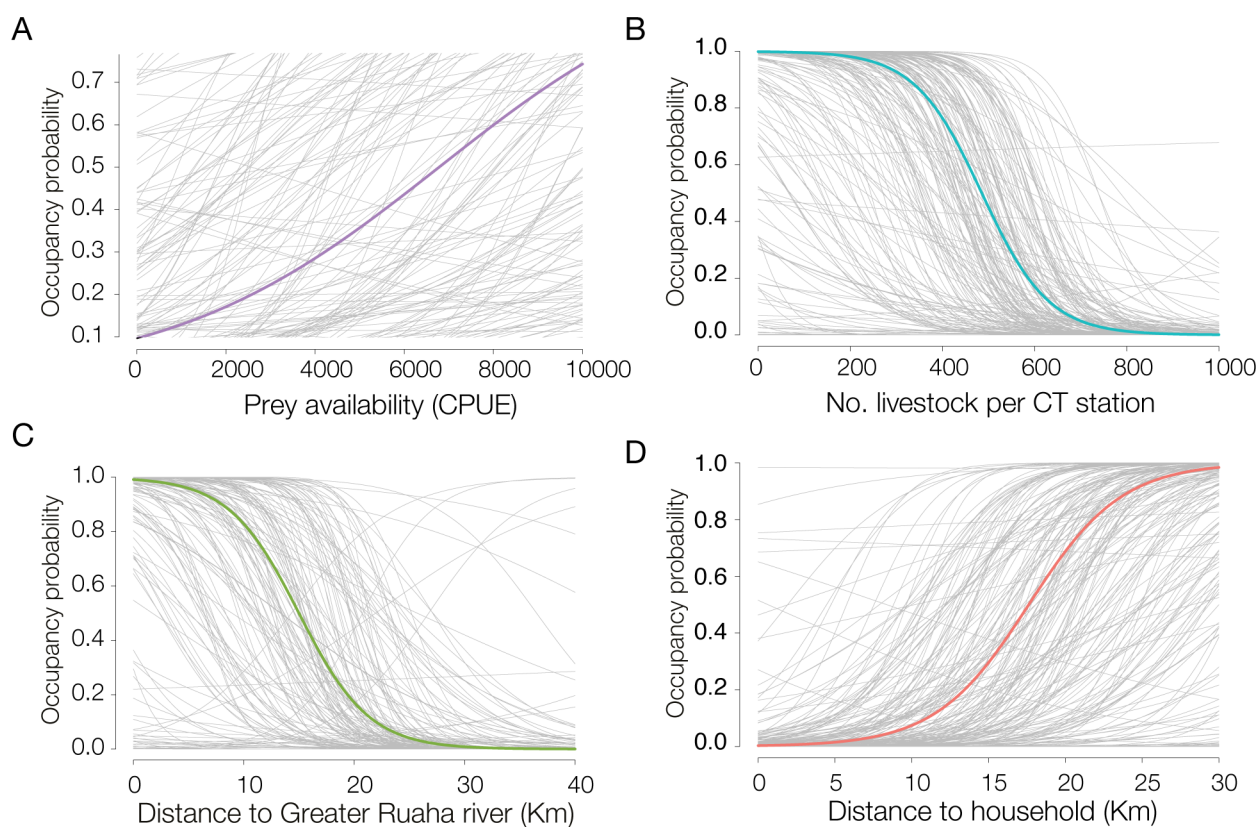 A
Occupancy probability
0.7
0.6
0.5
0.4
0.3
0.2
0.1
0 2000 4000 6000 8000 10000
Prey availability (CPUE)
B
Occupancy probability
1.0
0.8
0.6
0.4
0.2
0.0
0 200 400 600 800 1000
No. livestock per CT station
C
Occupancy probability
1.0
0.8
0.6
0.4
0.2
0.0
0 10 20 30 40
Distance to Greater Ruaha river (Km)
D
Occupancy probability
1.0
0.8
0.6
0.4
0.2
0.0
0 5 10 15 20 25 30
Distance to household (Km)